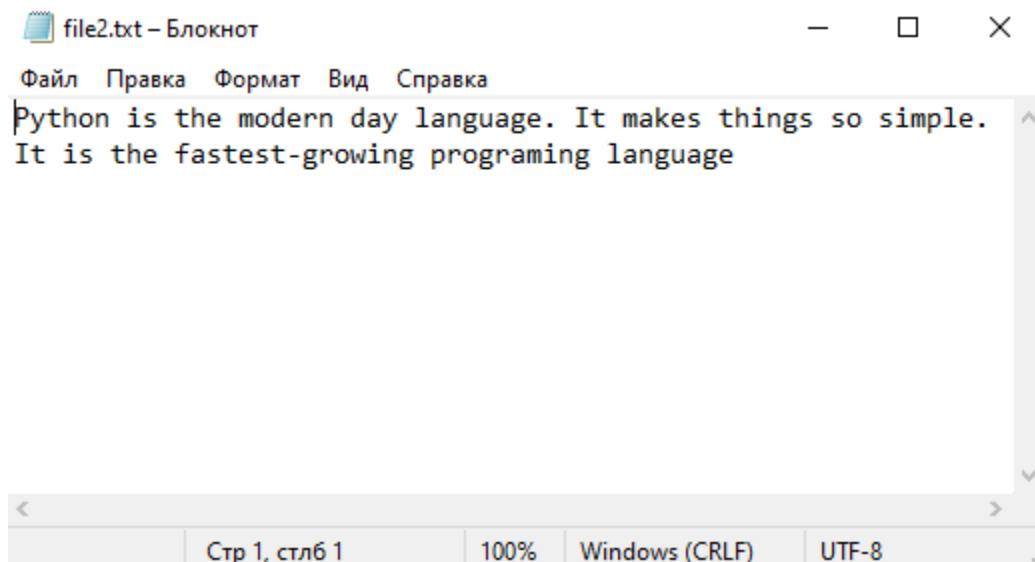 file2.txt – Блокнот
Файл Правка Формат Вид Справка
Python is the modern day language. It makes things so simple.
It is the fastest-growing programing language
Стр 1, стлб 1 100% Windows (CRLF) UTF-8